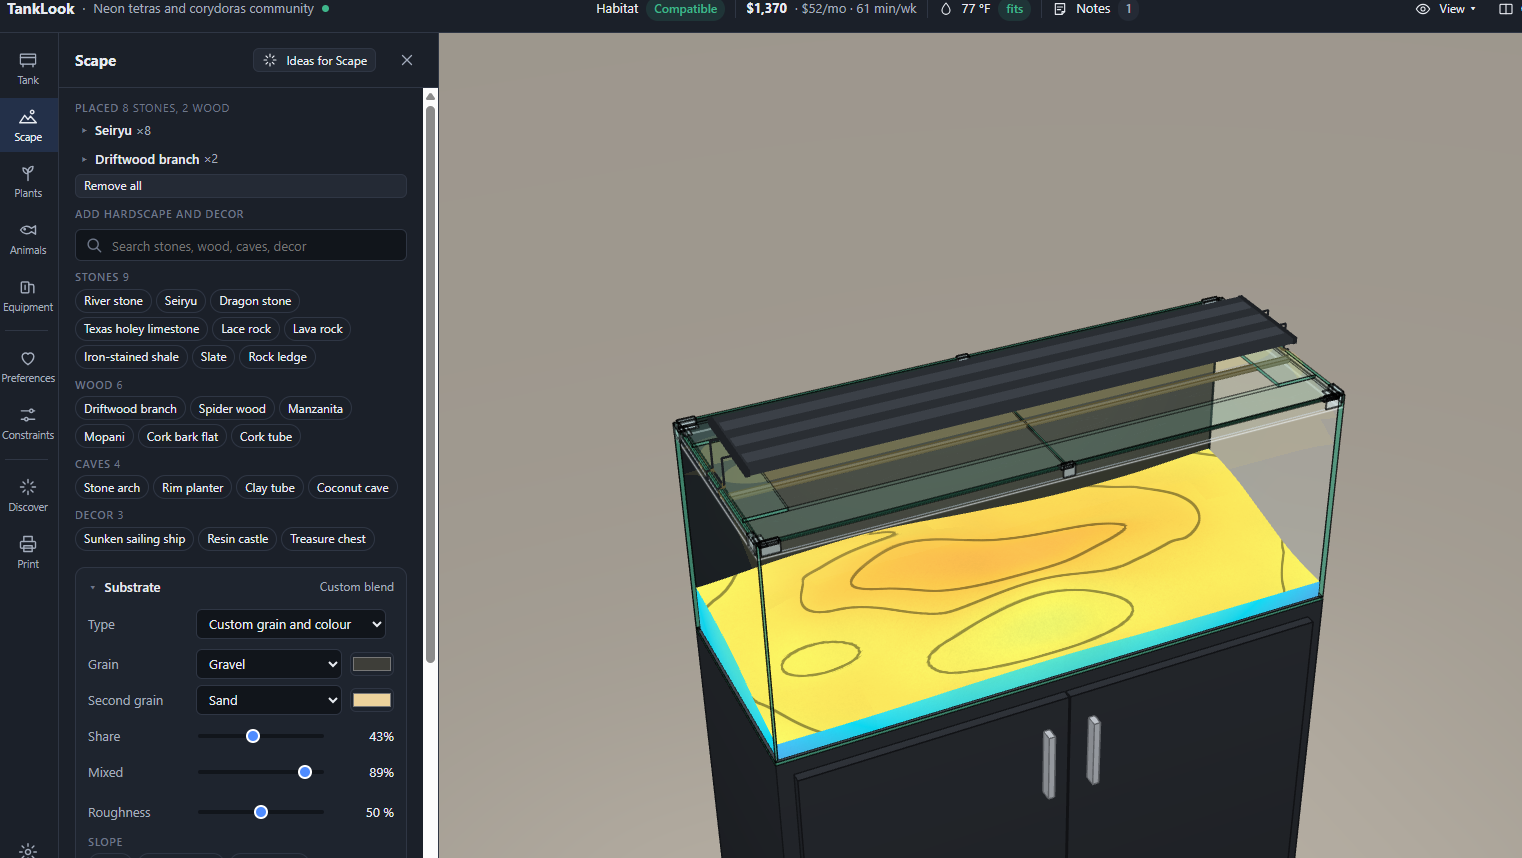 TankLook · Neon tetras and corydoras community
Habitat Compatible $1,370 · $52/mo · 61 min/wk 77 °F fits Notes 1 View
Tank
Scape
Plants
Animals
Equipment
Preferences
Constraints
Discover
Print
Scape Ideas for Scape
PLACED 8 STONES, 2 WOOD
Seiryu ×8
Driftwood branch ×2
Remove all
ADD HARDSCAPE AND DECOR
Search stones, wood, caves, decor
STONES 9
River stone Seiryu Dragon stone
Texas holey limestone Lace rock Lava rock
Iron-stained shale Slate Rock ledge
WOOD 6
Driftwood branch Spider wood Manzanita
Mopani Cork bark flat Cork tube
CAVES 4
Stone arch Rim planter Clay tube Coconut cave
DECOR 3
Sunken sailing ship Resin castle Treasure chest
Substrate Custom blend
Type Custom grain and colour
Grain Gravel
Second grain Sand
Share 43%
Mixed 89%
Roughness 50 %
SLOPE